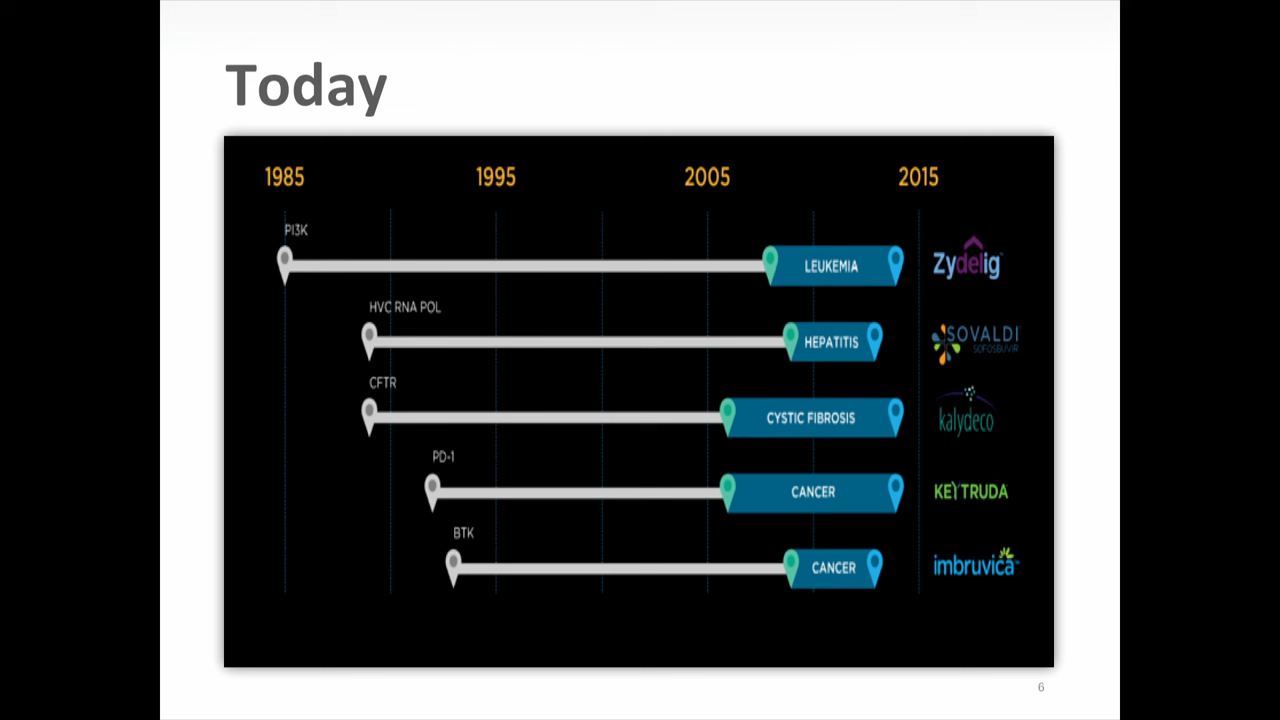 Today
1985 1995 2005 2015
PI3K
LEUKEMIA
Zydelig
HVC RNA POL
HEPATITIS
SOVALDI
SOFOSBUVIR
CFTR
CYSTIC FIBROSIS
kalydeco
PD-1
CANCER
KEYTRUDA
BTK
CANCER
imbruvica
6